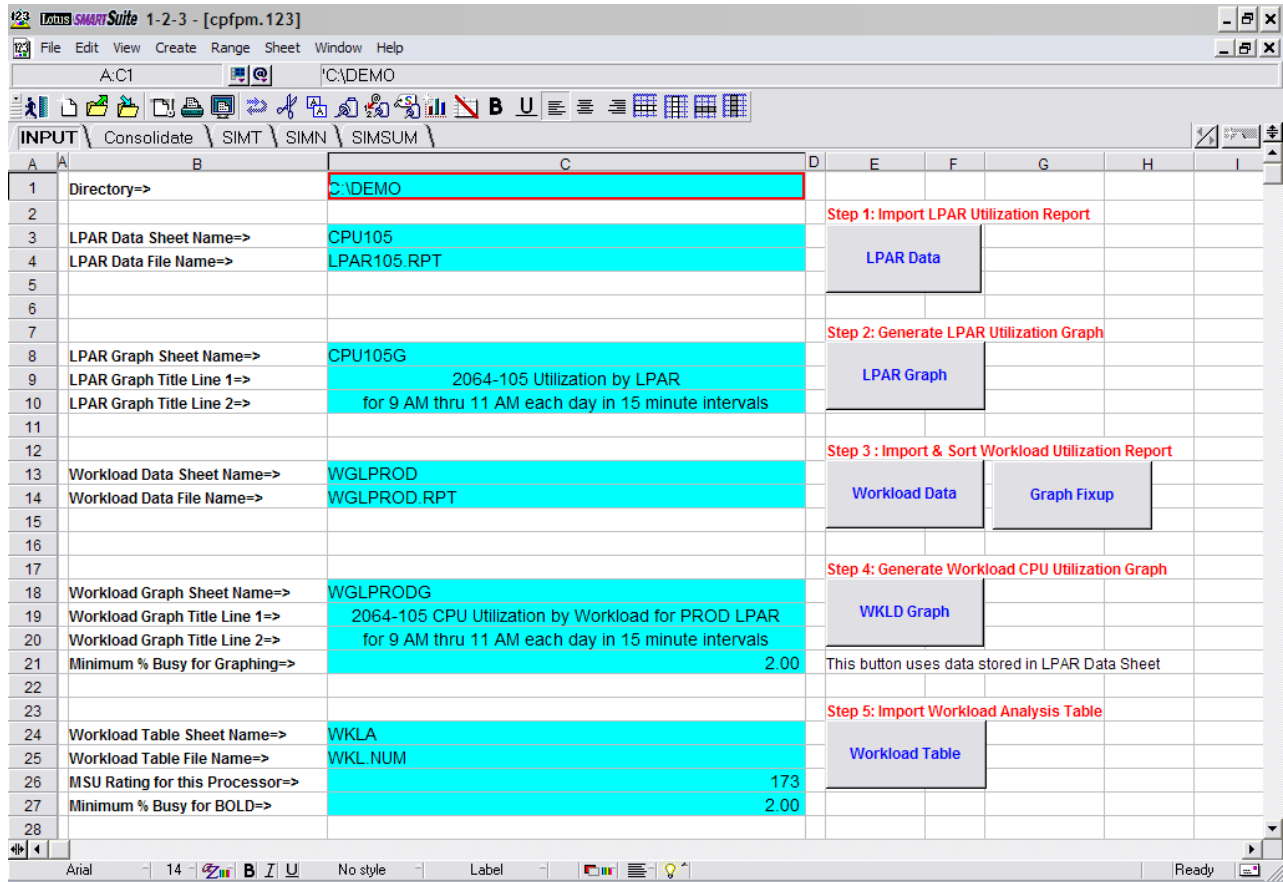 Lotus SMARTSuite 1-2-3 - [cpfpm.123]
File Edit View Create Range Sheet Window Help
A:C1 @ 'C:\DEMO
B U
INPUT Consolidate SIMT SIMN SIMSUM
A A B C D E F G H I
1 Directory=> C:\DEMO
2 Step 1: Import LPAR Utilization Report
3 LPAR Data Sheet Name=> CPU105
4 LPAR Data File Name=> LPAR105.RPT
LPAR Data
5
6
7 Step 2: Generate LPAR Utilization Graph
8 LPAR Graph Sheet Name=> CPU105G
9 LPAR Graph Title Line 1=> 2064-105 Utilization by LPAR
LPAR Graph
10 LPAR Graph Title Line 2=> for 9 AM thru 11 AM each day in 15 minute intervals
11
12 Step 3 : Import & Sort Workload Utilization Report
13 Workload Data Sheet Name=> WGLPROD
14 Workload Data File Name=> WGLPROD.RPT
Workload Data Graph Fixup
15
16
17 Step 4: Generate Workload CPU Utilization Graph
18 Workload Graph Sheet Name=> WGLPRODG
19 Workload Graph Title Line 1=> 2064-105 CPU Utilization by Workload for PROD LPAR
WKLD Graph
20 Workload Graph Title Line 2=> for 9 AM thru 11 AM each day in 15 minute intervals
21 Minimum % Busy for Graphing=> 2.00 This button uses data stored in LPAR Data Sheet
22
23 Step 5: Import Workload Analysis Table
24 Workload Table Sheet Name=> WKLA
25 Workload Table File Name=> WKL.NUM
Workload Table
26 MSU Rating for this Processor=> 173
27 Minimum % Busy for BOLD=> 2.00
28
Arial 14 B I U No style Label Ready